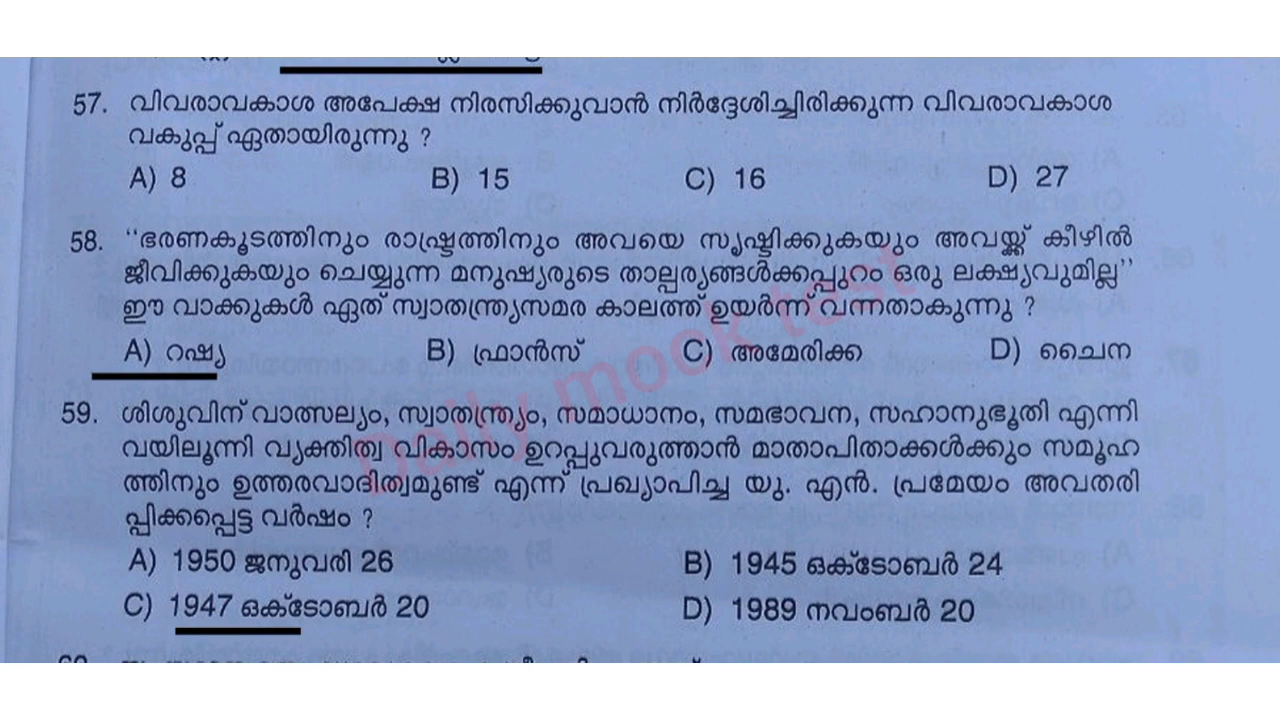 57. വിവരാവകാശ അപേക്ഷ നിരസിക്കുവാൻ നിർദ്ദേശിച്ചിരിക്കുന്ന വിവരാവകാശ
വകുപ്പ് ഏതായിരുന്നു ?
A) 8 B) 15 C) 16 D) 27
58. “ഭരണകൂടത്തിനും രാഷ്ട്രത്തിനും അവയെ സൃഷ്ടിക്കുകയും അവയ്ക്ക് കീഴിൽ
ജീവിക്കുകയും ചെയ്യുന്ന മനുഷ്യരുടെ താല്പര്യങ്ങൾക്കപ്പുറം ഒരു ലക്ഷ്യവുമില്ല”
ഈ വാക്കുകൾ ഏത് സ്വാതന്ത്ര്യസമര കാലത്ത് ഉയർന്ന് വന്നതാകുന്നു ?
A) റഷ്യ B) ഫ്രാൻസ് C) അമേരിക്ക D) ചൈന
59. ശിശുവിന് വാത്സല്യം, സ്വാതന്ത്ര്യം, സമാധാനം, സമഭാവന, സഹാനുഭൂതി എന്നി
വയിലൂന്നി വ്യക്തിത്വ വികാസം ഉറപ്പുവരുത്താൻ മാതാപിതാക്കൾക്കും സമൂഹ
ത്തിനും ഉത്തരവാദിത്വമുണ്ട് എന്ന് പ്രഖ്യാപിച്ച യു. എൻ. പ്രമേയം അവതരി
പ്പിക്കപ്പെട്ട വർഷം ?
A) 1950 ജനുവരി 26 B) 1945 ഒക്ടോബർ 24
C) 1947 ഒക്ടോബർ 20 D) 1989 നവംബർ 20
Daily mock test